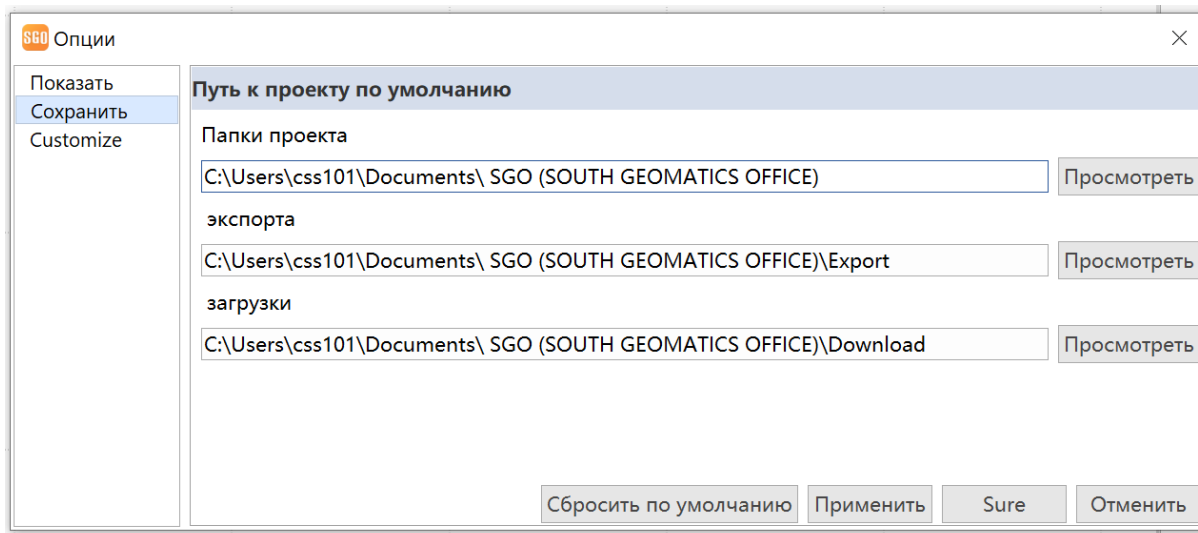 SGO Опции
Показать
Сохранить
Customize
Путь к проекту по умолчанию
Папки проекта
C:\Users\css101\Documents\ SGO (SOUTH GEOMATICS OFFICE) Просмотреть
экспорта
C:\Users\css101\Documents\ SGO (SOUTH GEOMATICS OFFICE)\Export Просмотреть
загрузки
C:\Users\css101\Documents\ SGO (SOUTH GEOMATICS OFFICE)\Download Просмотреть
Сбросить по умолчанию Применить Sure Отменить